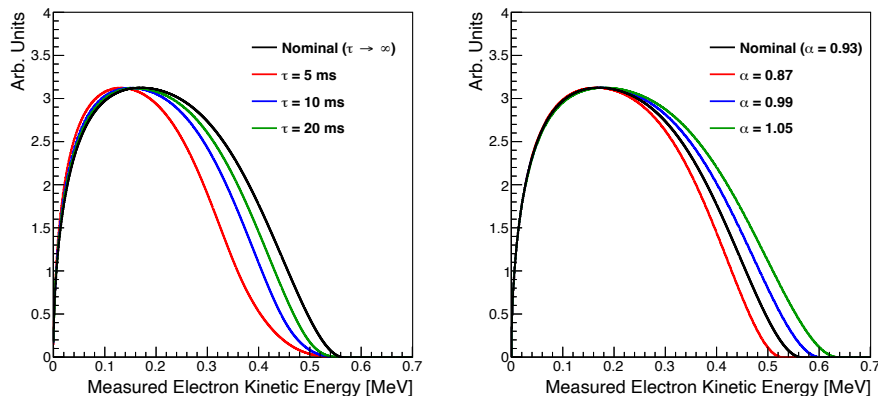 Arb. Units
4
3.5
3
2.5
2
1.5
1
0.5
0
0 0.1 0.2 0.3 0.4 0.5 0.6 0.7
Measured Electron Kinetic Energy [MeV]
Nominal (τ → ∞)
τ = 5 ms
τ = 10 ms
τ = 20 ms
Arb. Units
4
3.5
3
2.5
2
1.5
1
0.5
0
0 0.1 0.2 0.3 0.4 0.5 0.6 0.7
Measured Electron Kinetic Energy [MeV]
Nominal (α = 0.93)
α = 0.87
α = 0.99
α = 1.05